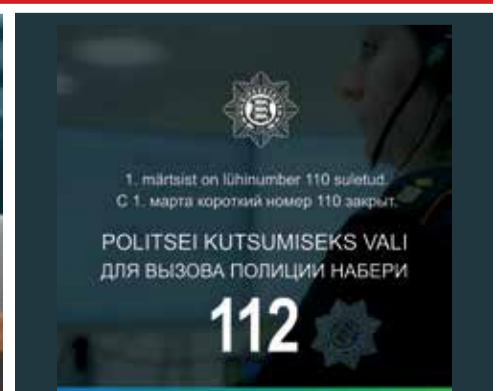 1. märtsist on lühinumber 110 suletud.
С 1. марта короткий номер 110 закрыт.
POLITSEI KUTSUMISEKS VALI
ДЛЯ ВЫЗОВА ПОЛИЦИИ НАБЕРИ
112